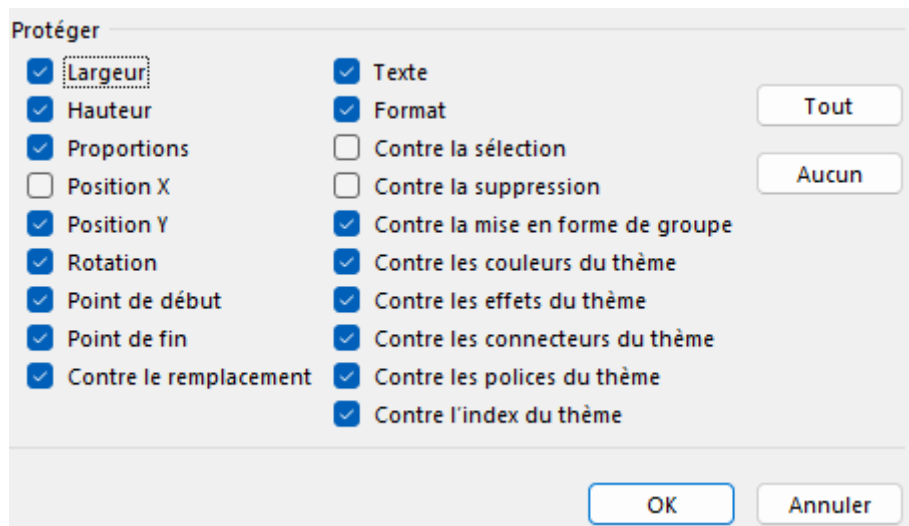 Protéger
Largeur
Hauteur
Proportions
Position X
Position Y
Rotation
Point de début
Point de fin
Contre le remplacement
Texte
Format
Contre la sélection
Contre la suppression
Contre la mise en forme de groupe
Contre les couleurs du thème
Contre les effets du thème
Contre les connecteurs du thème
Contre les polices du thème
Contre l'index du thème
Tout
Aucun
OK
Annuler